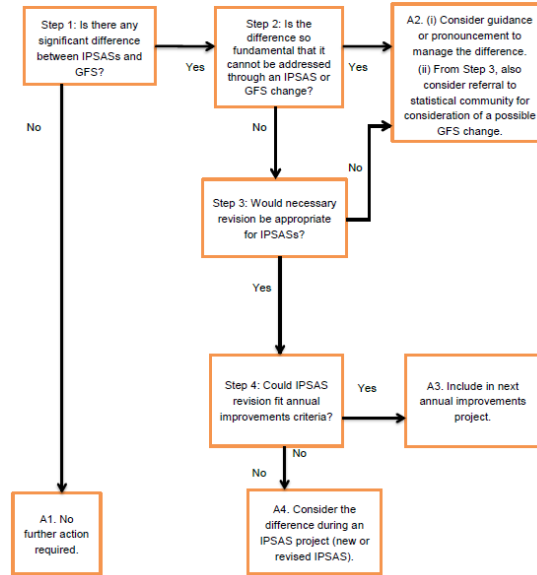 Step 1: Is there any
significant difference
between IPSASs and
GFS?
Yes
Step 2: Is the
difference so
fundamental that it
cannot be addressed
through an IPSAS or
GFS change?
Yes
A2. (i) Consider guidance
or pronouncement to
manage the difference.
(ii) From Step 3, also
consider referral to
statistical community for
consideration of a possible
GFS change.
No
No
No
Step 3: Would necessary
revision be appropriate
for IPSASs?
Yes
Step 4: Could IPSAS
revision fit annual
improvements criteria?
Yes
A3. Include in next
annual improvements
project.
No
No
A1. No
further action
required.
A4. Consider the
difference during an
IPSAS project (new or
revised IPSAS).